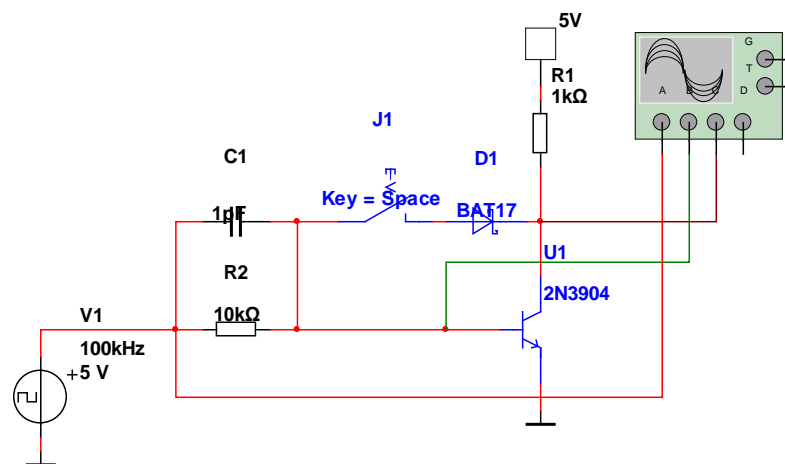 5V
G
T
R1
A B C D
1kΩ
J1
C1
D1
Key = Space
1pF
BAT17
U1
R2
2N3904
10kΩ
V1
100kHz
+5 V